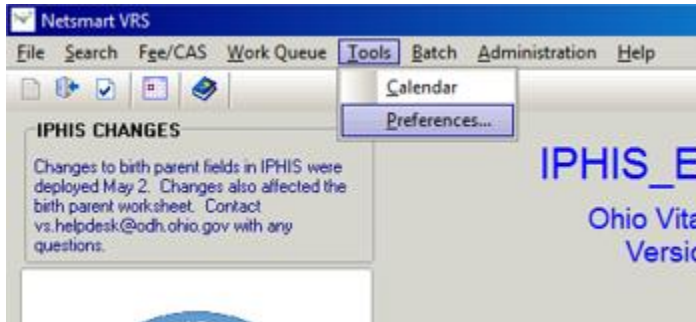 Netsmart VRS
File Search Fee/CAS Work Queue Tools Batch Administration Help
Calendar
Preferences...
IPHIS CHANGES
Changes to birth parent fields in IPHIS were
deployed May 2. Changes also affected the
birth parent worksheet. Contact
vs.helpdesk@odh.ohio.gov with any
questions.
IPHIS_E
Ohio Vita
Versio